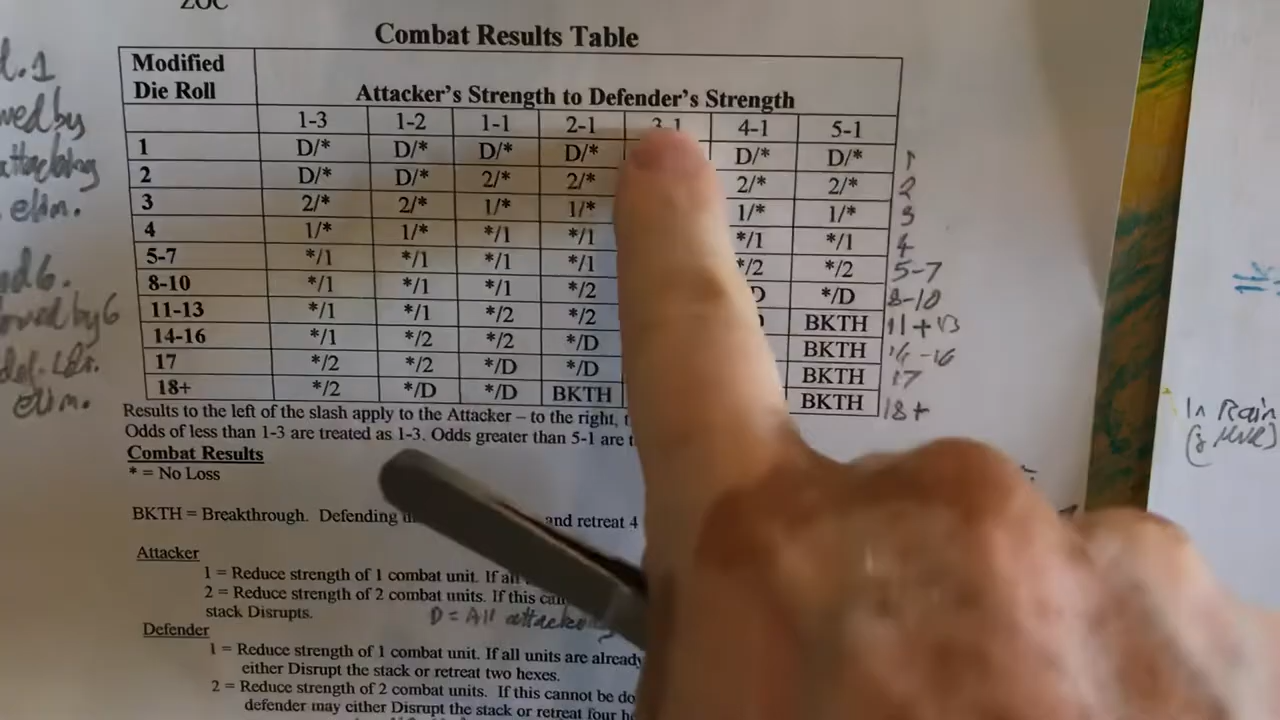 ZOC
Combat Results Table
Modified Die Roll
Attacker's Strength to Defender's Strength
1-3 1-2 1-1 2-1 3-1 4-1 5-1
1 D/* D/* D/* D/* D/* D/* 1
2 D/* D/* 2/* 2/* 2/* 2/* 2
3 2/* 2/* 1/* 1/* 1/* 1/* 3
4 1/* 1/* */1 */1 */1 */1 4
5-7 */1 */1 */1 */1 */2 */2 5-7
8-10 */1 */1 */1 */2 D */D 8-10
11-13 */1 */1 */2 */2 BKTH 11+13
14-16 */1 */2 */2 */D BKTH
17 */2 */2 */D */D BKTH 17
18+ */2 */D */D BKTH BKTH 18+
Results to the left of the slash apply to the Attacker – to the right,
Odds of less than 1-3 are treated as 1-3. Odds greater than 5-1 are
Combat Results
* = No Loss
BKTH = Breakthrough. Defending and retreat 4
Attacker
1 = Reduce strength of 1 combat unit. If all
2 = Reduce strength of 2 combat units. If this
stack Disrupts.
D = All
Defender
1 = Reduce strength of 1 combat unit. If all units are already
either Disrupt the stack or retreat two hexes.
2 = Reduce strength of 2 combat units. If this cannot be do
defender may either Disrupt the stack or retreat four
attacking
elim.
by 6
elim.
In Rain